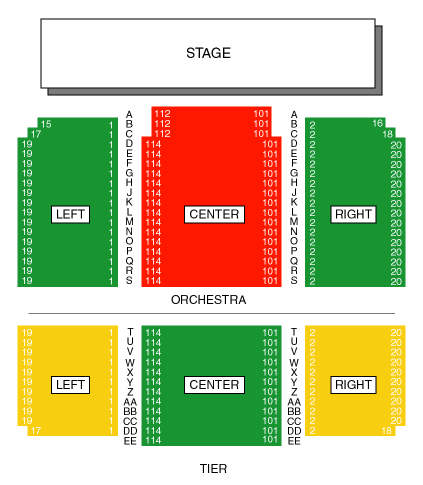 STAGE
A 112 101 A
15 1 B 112 101 B 2 16
17 1 C 112 101 C 2 18
19 1 D 114 101 D 2 20
19 1 E 114 101 E 2 20
19 1 F 114 101 F 2 20
19 1 G 114 101 G 2 20
19 1 H 114 101 H 2 20
19 1 J 114 101 J 2 20
19 1 K 114 101 K 2 20
19 LEFT 1 L 114 CENTER 101 L 2 RIGHT 20
19 1 M 114 101 M 2 20
19 1 N 114 101 N 2 20
19 1 O 114 101 O 2 20
19 1 P 114 101 P 2 20
19 1 Q 114 101 Q 2 20
19 1 R 114 101 R 2 20
19 1 S 114 101 S 2 20
ORCHESTRA
19 1 T 114 101 T 2 20
19 1 U 114 101 U 2 20
19 1 V 114 101 V 2 20
19 1 W 114 101 W 2 20
19 1 X 114 101 X 2 20
19 LEFT 1 Y 114 CENTER 101 Y 2 RIGHT 20
19 1 Z 114 101 Z 2 20
19 1 AA 114 101 AA 2 20
19 1 BB 114 101 BB 2 20
19 1 CC 114 101 CC 2 20
17 1 DD 114 101 DD 2 18
EE 114 101 EE
TIER